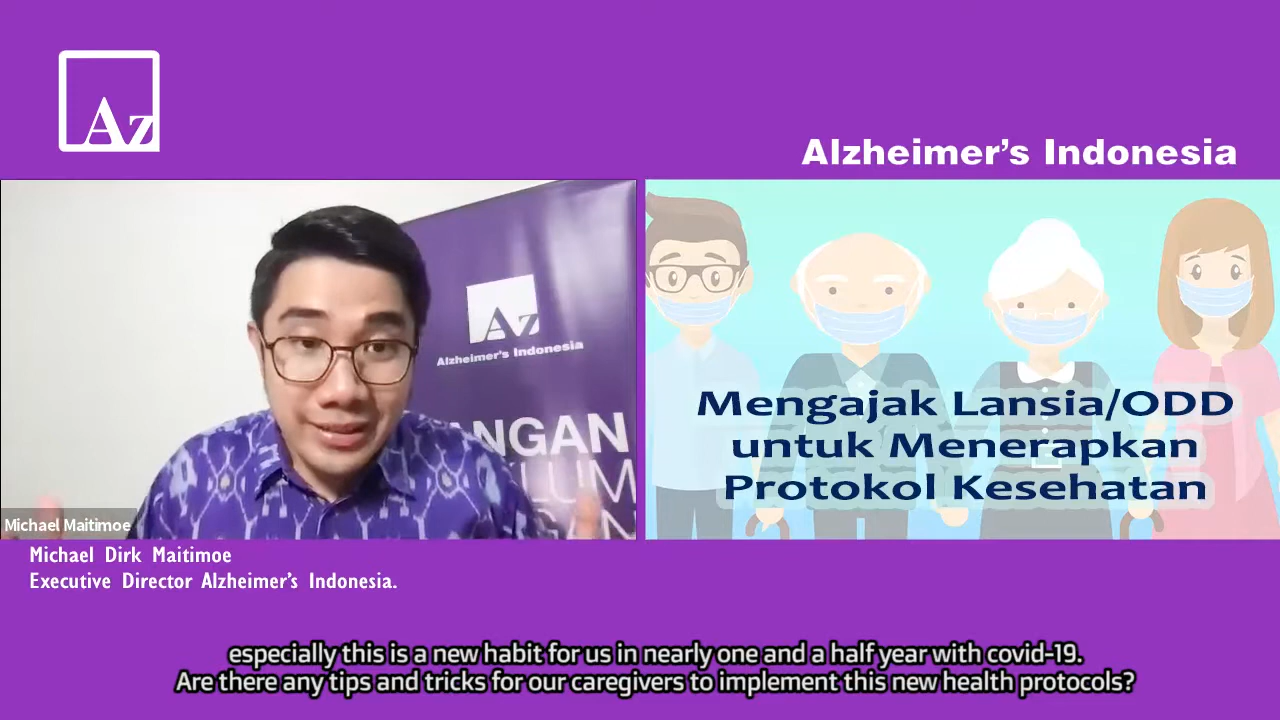 Az
Alzheimer's Indonesia
Az
Alzheimer's Indonesia
Michael Maitimoe
Mengajak Lansia/ODD
untuk Menerapkan
Protokol Kesehatan
Michael Dirk Maitimoe
Executive Director Alzheimer's Indonesia.
especially this is a new habit for us in nearly one and a half year with covid-19.
Are there any tips and tricks for our caregivers to implement this new health protocols?